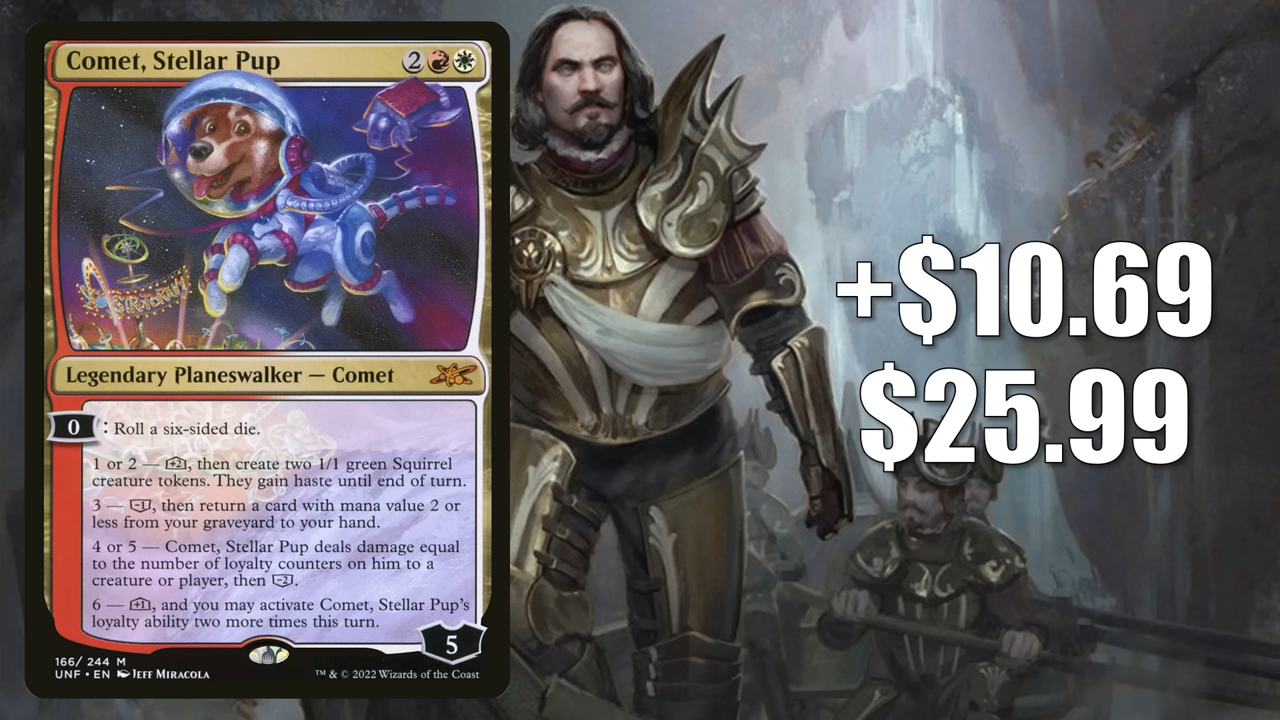 Comet, Stellar Pup 2
Legendary Planeswalker — Comet
0 : Roll a six-sided die.
1 or 2 — +2, then create two 1/1 green Squirrel
creature tokens. They gain haste until end of turn.
3 — -1, then return a card with mana value 2 or
less from your graveyard to your hand.
4 or 5 — Comet, Stellar Pup deals damage equal
to the number of loyalty counters on him to a
creature or player, then -2.
6 — +1, and you may activate Comet, Stellar Pup's
loyalty ability two more times this turn.
5
166/ 244 M
UNF • EN Jeff Miracola
™ & © 2022 Wizards of the Coast
+$10.69
$25.99